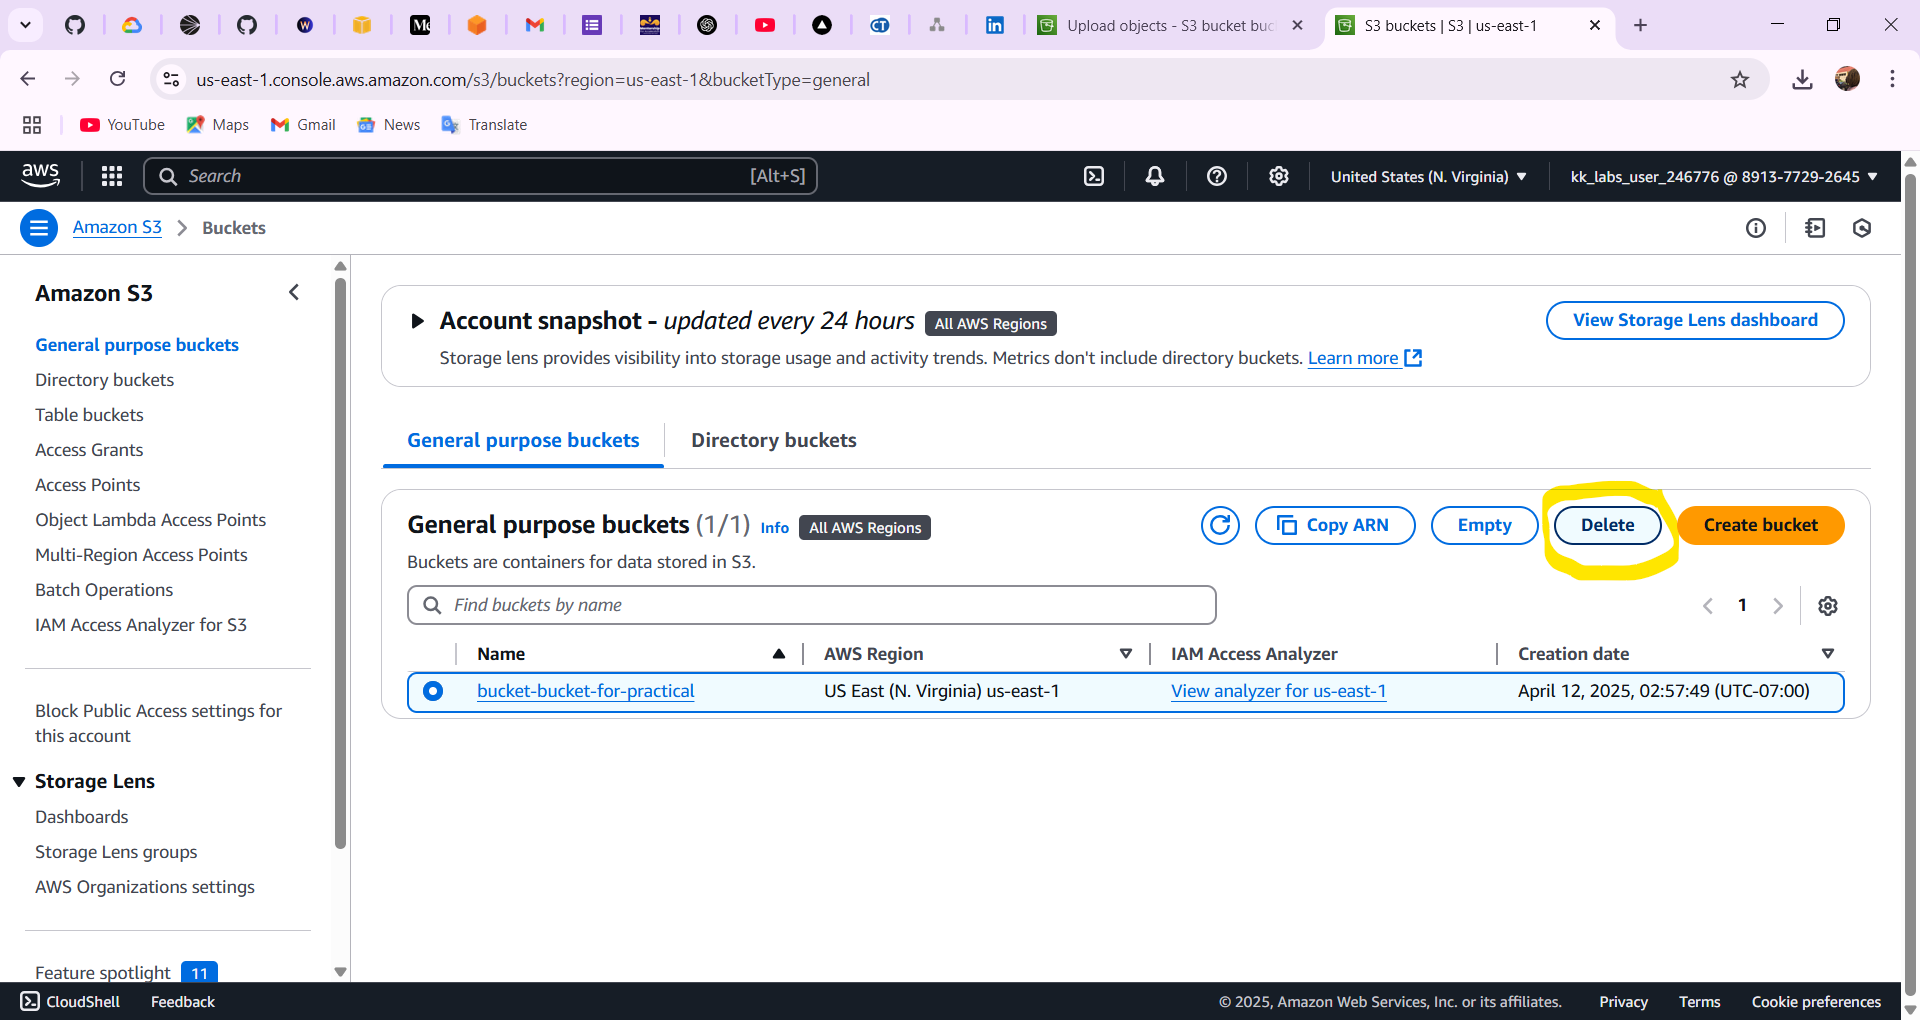 Upload objects - S3 bucket buc
S3 buckets | S3 | us-east-1
us-east-1.console.aws.amazon.com/s3/buckets?region=us-east-1&bucketType=general
YouTube Maps Gmail News Translate
aws Search [Alt+S] United States (N. Virginia) kk_labs_user_246776 @ 8913-7729-2645
Amazon S3 Buckets
Amazon S3
General purpose buckets
Directory buckets
Table buckets
Access Grants
Access Points
Object Lambda Access Points
Multi-Region Access Points
Batch Operations
IAM Access Analyzer for S3
Block Public Access settings for
this account
Storage Lens
Dashboards
Storage Lens groups
AWS Organizations settings
Feature spotlight 11
Account snapshot - updated every 24 hours All AWS Regions
View Storage Lens dashboard
Storage lens provides visibility into storage usage and activity trends. Metrics don't include directory buckets. Learn more
General purpose buckets Directory buckets
General purpose buckets (1/1) Info All AWS Regions
Copy ARN Empty Delete Create bucket
Buckets are containers for data stored in S3.
Find buckets by name
1
Name AWS Region IAM Access Analyzer Creation date
bucket-bucket-for-practical US East (N. Virginia) us-east-1 View analyzer for us-east-1 April 12, 2025, 02:57:49 (UTC-07:00)
CloudShell Feedback © 2025, Amazon Web Services, Inc. or its affiliates. Privacy Terms Cookie preferences